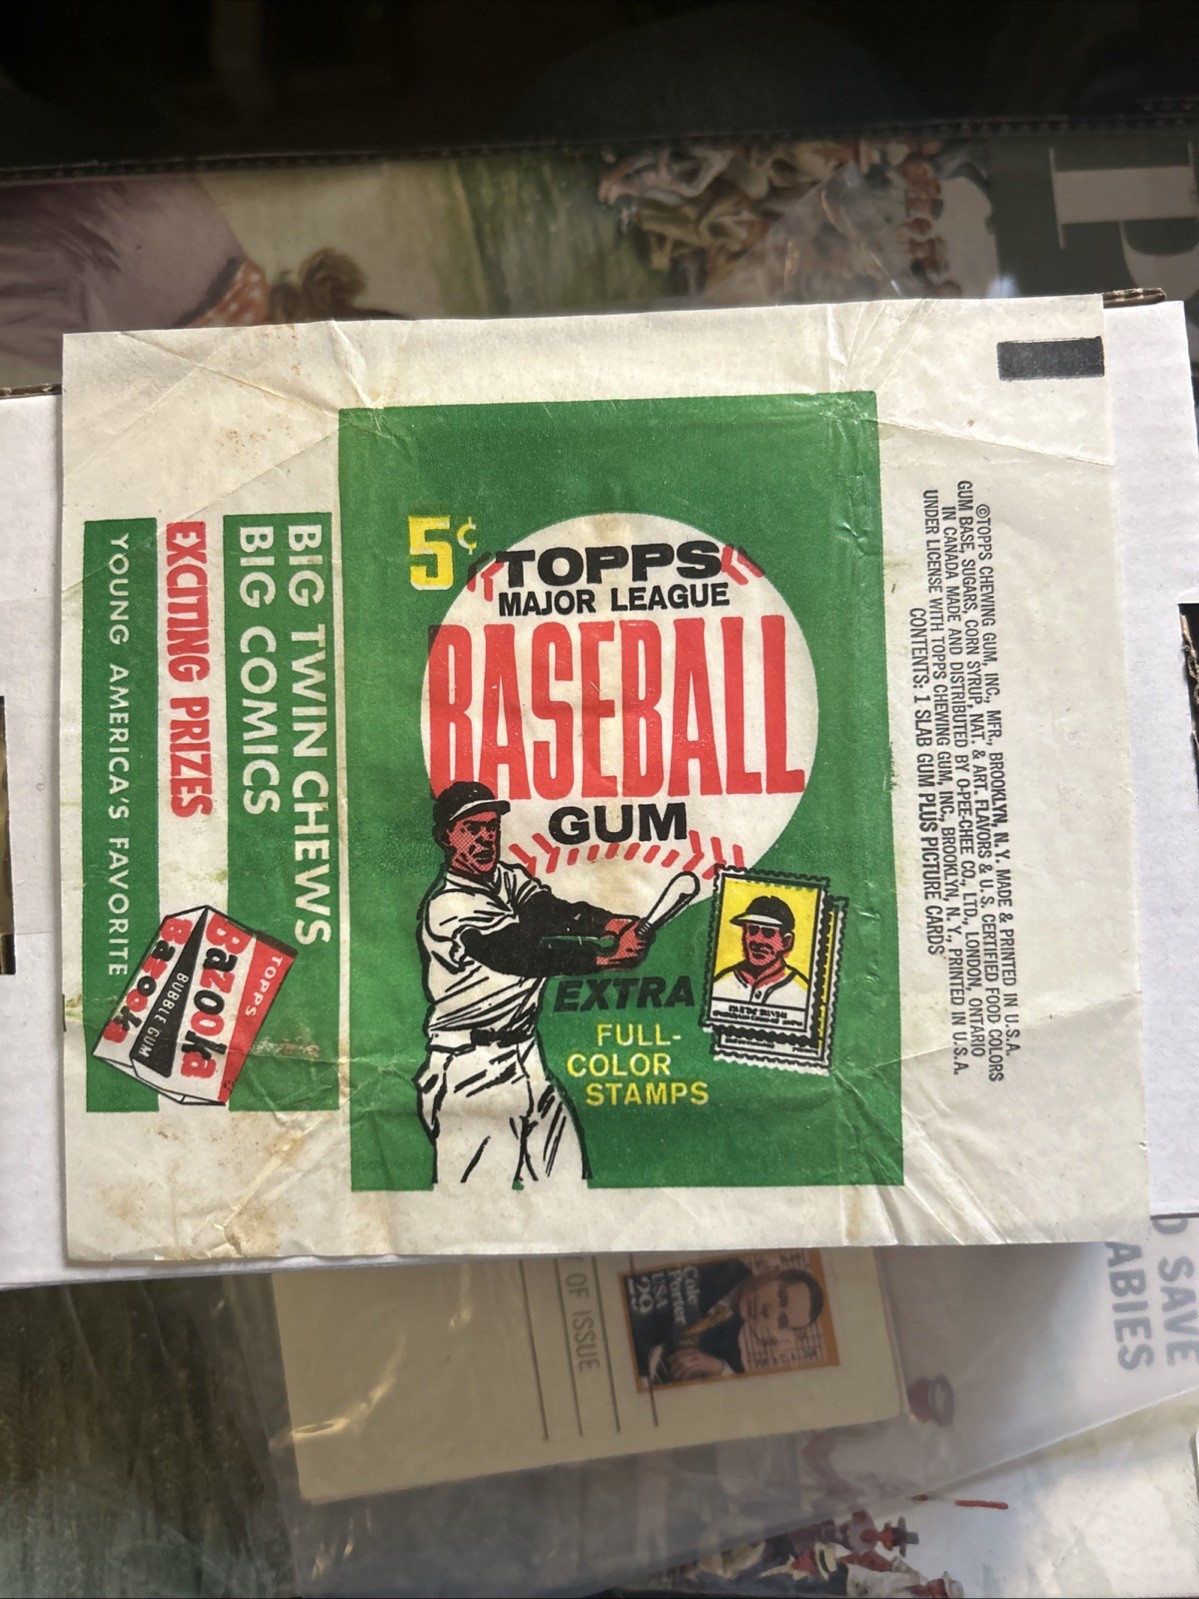 5¢
TOPPS
MAJOR LEAGUE
BASEBALL
GUM
EXTRA
FULL-
COLOR
STAMPS
BIG TWIN CHEWS
BIG COMICS
EXCITING PRIZES
YOUNG AMERICA'S FAVORITE
TOPPS
Bazooka
BUBBLE GUM
Bazooka
©TOPPS CHEWING GUM, INC., MFR., BROOKLYN, N. Y. MADE & PRINTED IN U.S.A.
GUM BASE, SUGARS, CORN SYRUP, NAT. & ART. FLAVORS & U. S. CERTIFIED FOOD COLORS
IN CANADA MADE AND DISTRIBUTED BY O-PEE-CHEE CO., LTD., LONDON, ONTARIO
UNDER LICENSE WITH TOPPS CHEWING GUM, INC., BROOKLYN, N. Y., PRINTED IN U.S.A.
CONTENTS: 1 SLAB GUM PLUS PICTURE CARDS
OF ISSUE
Cole
Porter
USA
29
SAVE
ABIES